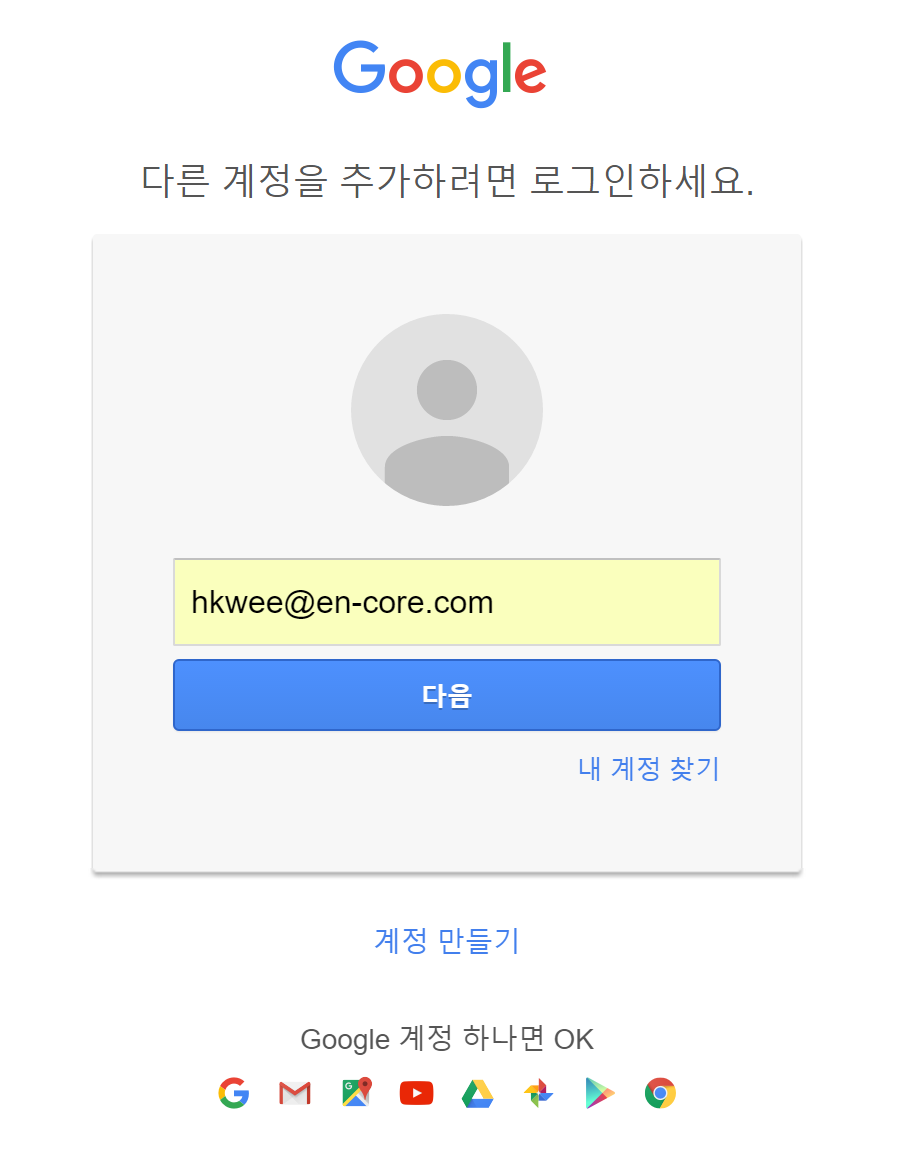 Google
다른 계정을 추가하려면 로그인하세요.
hkwee@en-core.com
다음
내 계정 찾기
계정 만들기
Google 계정 하나면 OK